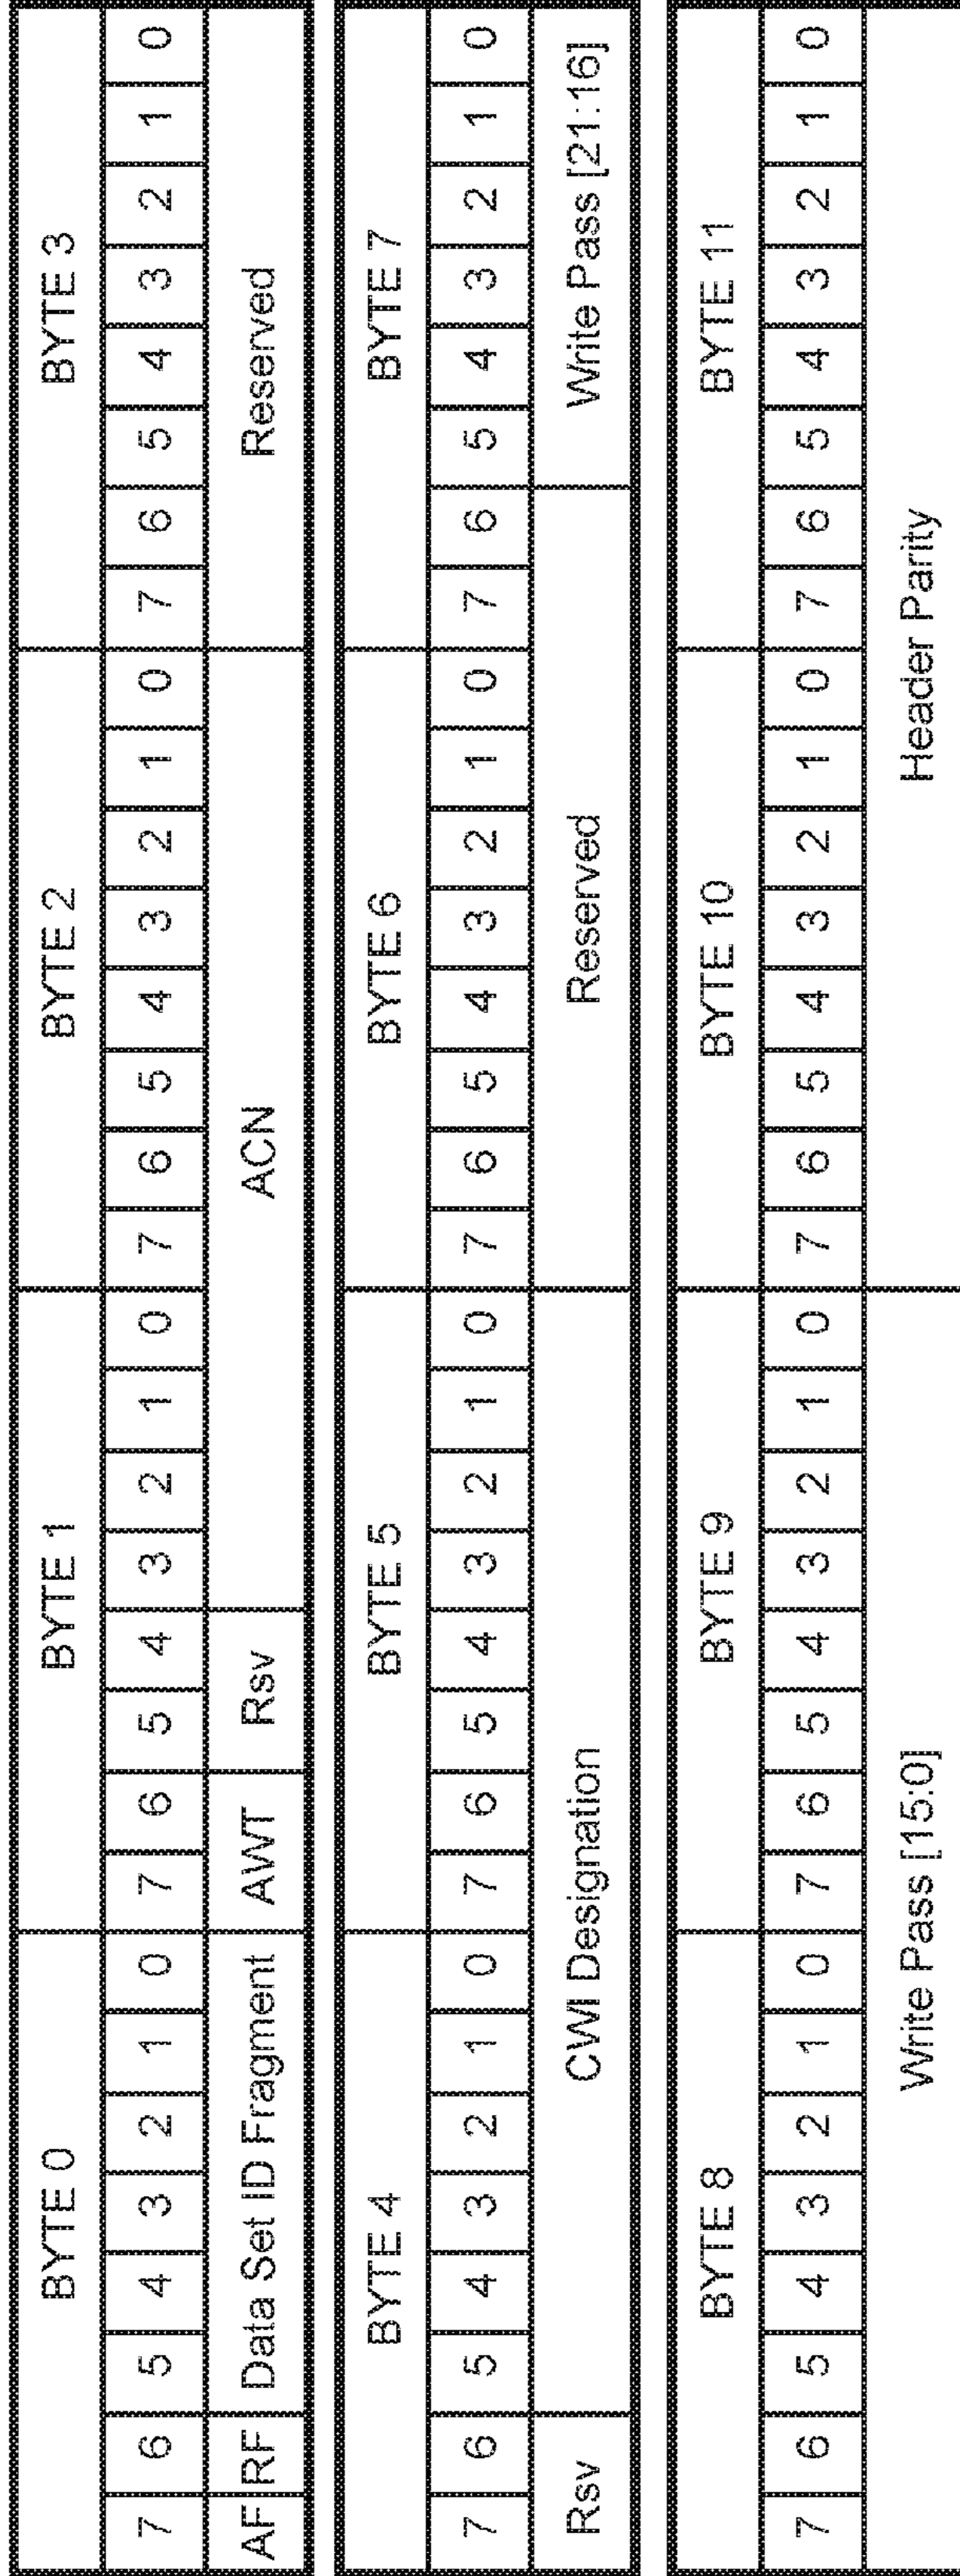 BYTE 0 BYTE 1 BYTE 2 BYTE 3
7 6 5 4 3 2 1 0 7 6 5 4 3 2 1 0 7 6 5 4 3 2 1 0 7 6 5 4 3 2 1 0
AF RF Data Set ID Fragment AWT Rsv ACN Reserved
BYTE 4 BYTE 5 BYTE 6 BYTE 7
7 6 5 4 3 2 1 0 7 6 5 4 3 2 1 0 7 6 5 4 3 2 1 0 7 6 5 4 3 2 1 0
Rsv CWI Designation Reserved Write Pass [21:16]
BYTE 8 BYTE 9 BYTE 10 BYTE 11
7 6 5 4 3 2 1 0 7 6 5 4 3 2 1 0 7 6 5 4 3 2 1 0 7 6 5 4 3 2 1 0
Write Pass [15:0] Header Parity